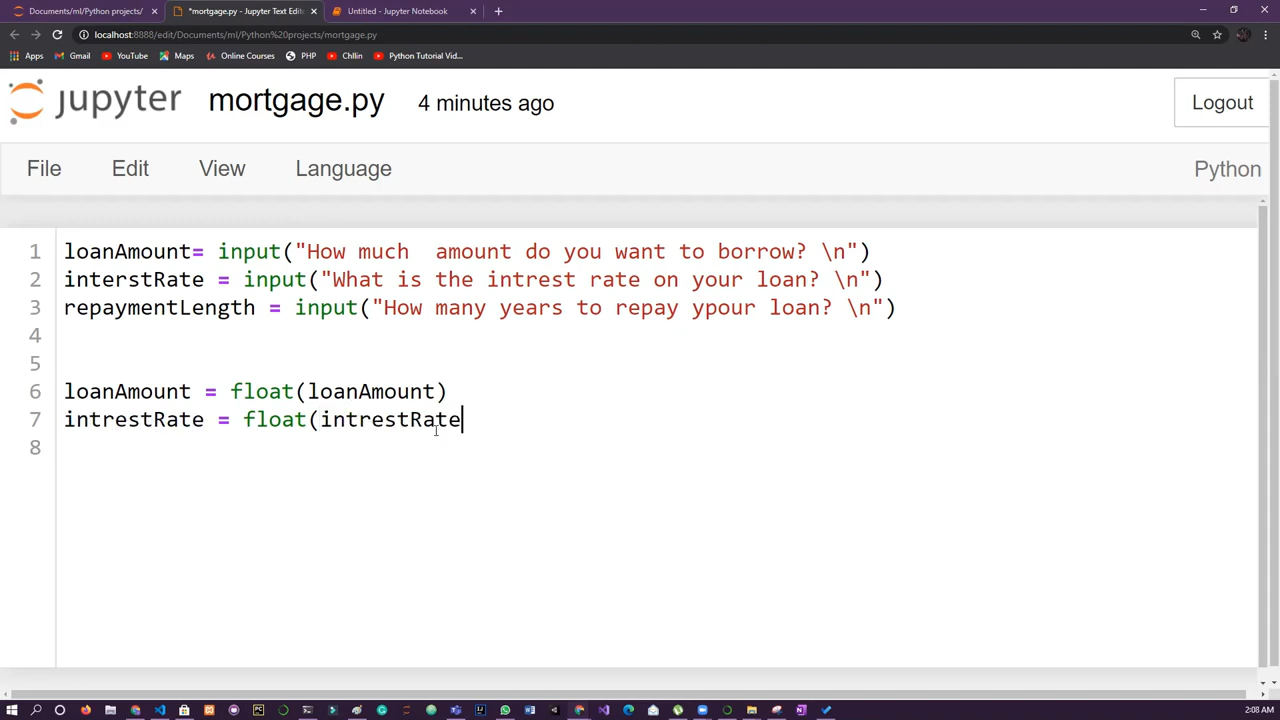 Documents/ml/Python projects/
*mortgage.py - Jupyter Text Edit
Untitled - Jupyter Notebook
localhost:8888/edit/Documents/ml/Python%20projects/mortgage.py
Apps Gmail YouTube Maps Online Courses PHP Chllin Python Tutorial Vid...
jupyter mortgage.py 4 minutes ago Logout
File Edit View Language Python
1 loanAmount= input("How much  amount do you want to borrow? \n")
2 interstRate = input("What is the intrest rate on your loan? \n")
3 repaymentLength = input("How many years to repay ypour loan? \n")
4
5
6 loanAmount = float(loanAmount)
7 intrestRate = float(intrestRate
8
2:08 AM